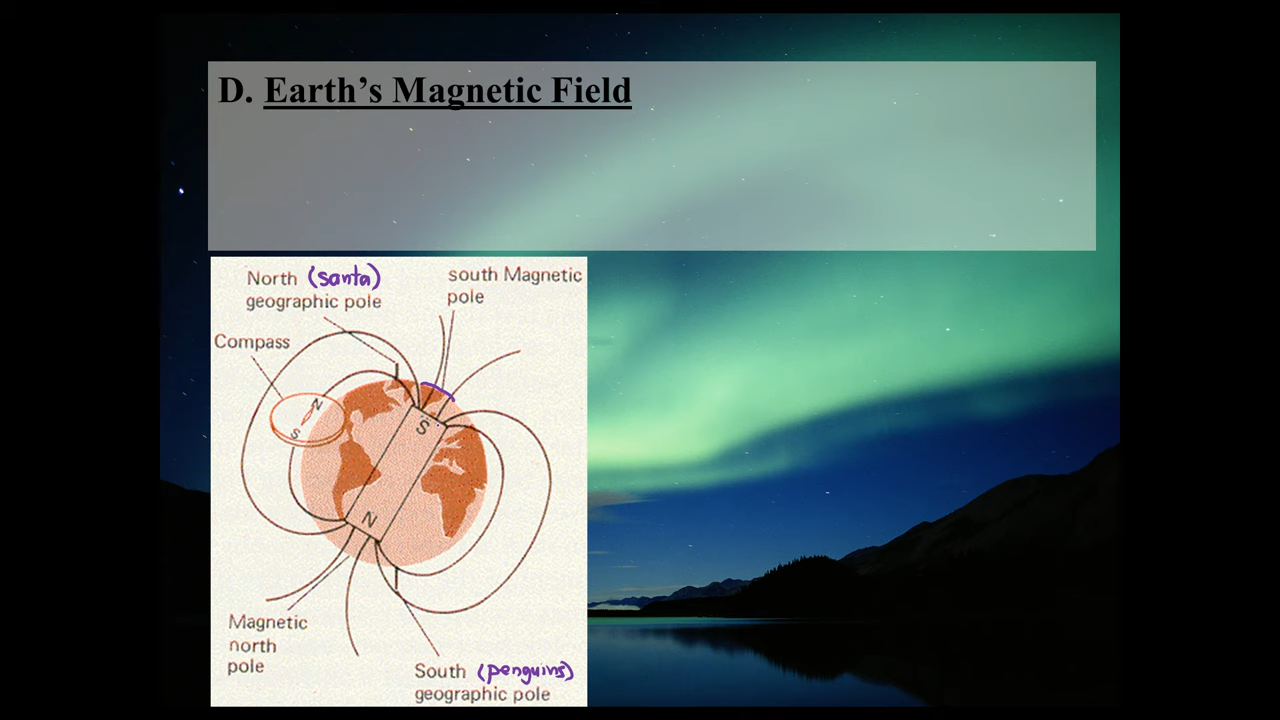 D. Earth's Magnetic Field
North (santa)
geographic pole
south Magnetic
pole
Compass
N
S
S
N
Magnetic
north
pole
South (penguins)
geographic pole